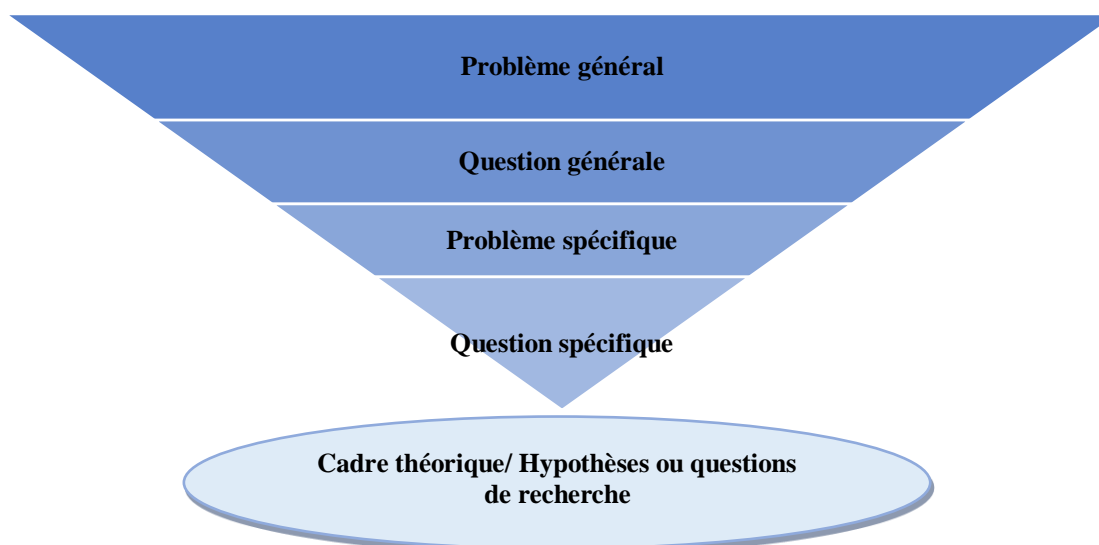 Problème général
Question générale
Problème spécifique
Question spécifique
Cadre théorique/ Hypothèses ou questions
de recherche